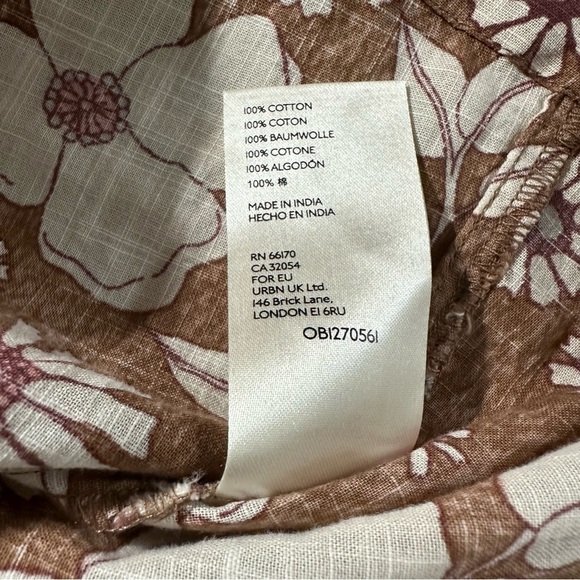 100% COTTON
100% COTON
100% BAUMWOLLE
100% COTONE
100% ALGODÓN
100% 棉
MADE IN INDIA
HECHO EN INDIA
RN 66170
CA 32054
FOR EU
URBN UK Ltd.
146 Brick Lane,
LONDON E1 6RU
OB1270561